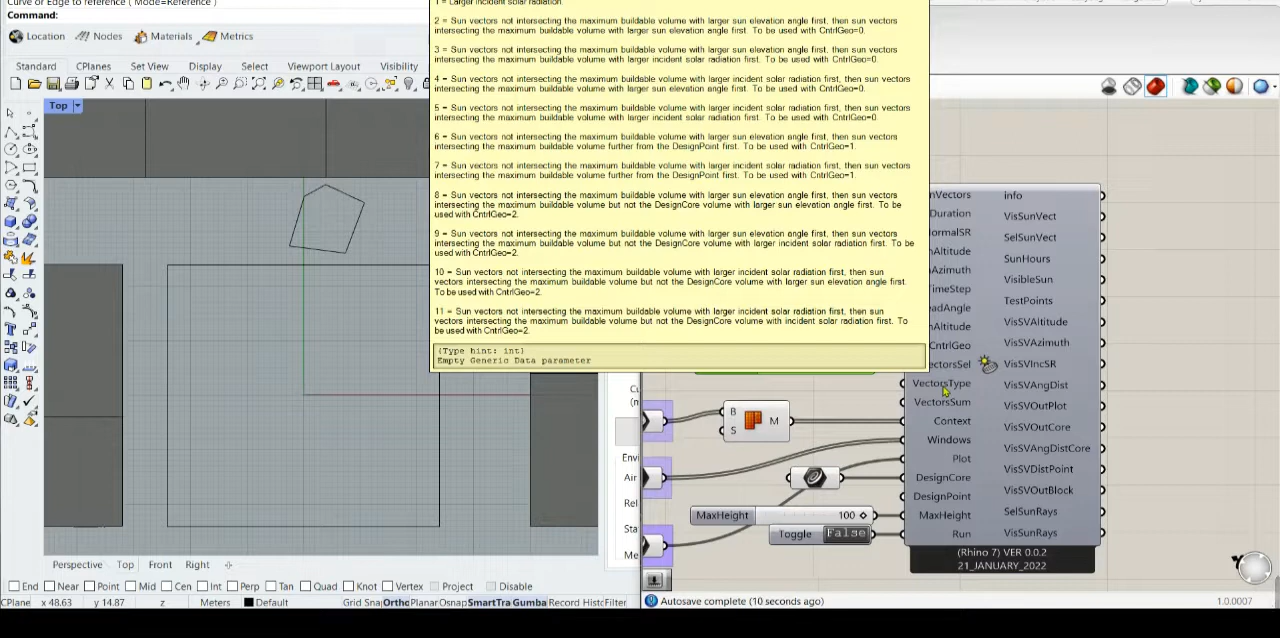 Curve or Edge to reference ( Mode=Reference )
Command:
Location Nodes Materials Metrics
Standard CPlanes Set View Display Select Viewport Layout Visibility
Top
1 = Larger incident solar radiation.
2 = Sun vectors not intersecting the maximum buildable volume with larger sun elevation angle first, then sun vectors
intersecting the maximum buildable volume with larger sun elevation angle first. To be used with CntrlGeo=0.
3 = Sun vectors not intersecting the maximum buildable volume with larger sun elevation angle first, then sun vectors
intersecting the maximum buildable volume with larger incident solar radiation first. To be used with CntrlGeo=0.
4 = Sun vectors not intersecting the maximum buildable volume with larger incident solar radiation first, then sun vectors
intersecting the maximum buildable volume with larger sun elevation angle first. To be used with CntrlGeo=0.
5 = Sun vectors not intersecting the maximum buildable volume with larger incident solar radiation first, then sun vectors
intersecting the maximum buildable volume with larger incident solar radiation first. To be used with CntrlGeo=0.
6 = Sun vectors not intersecting the maximum buildable volume with larger sun elevation angle first, then sun vectors
intersecting the maximum buildable volume further from the DesignPoint first. To be used with CntrlGeo=1.
7 = Sun vectors not intersecting the maximum buildable volume with larger incident solar radiation first, then sun vectors
intersecting the maximum buildable volume further from the DesignPoint first. To be used with CntrlGeo=1.
8 = Sun vectors not intersecting the maximum buildable volume with larger sun elevation angle first, then sun vectors
intersecting the maximum buildable volume but not the DesignCore volume with larger sun elevation angle first. To be
used with CntrlGeo=2.
9 = Sun vectors not intersecting the maximum buildable volume with larger sun elevation angle first, then sun vectors
intersecting the maximum buildable volume but not the DesignCore volume with larger incident solar radiation first. To be
used with CntrlGeo=2.
10 = Sun vectors not intersecting the maximum buildable volume with larger incident solar radiation first, then sun
vectors intersecting the maximum buildable volume but not the DesignCore volume with larger sun elevation angle first.
To be used with CntrlGeo=2.
11 = Sun vectors not intersecting the maximum buildable volume with larger incident solar radiation first, then sun
vectors intersecting the maximum buildable volume but not the DesignCore volume with incident solar radiation first. To
be used with CntrlGeo=2.
(Type hint: int)
Empty Generic Data parameter
nVectors info
Duration VisSunVect
ormalSR SelSunVect
Altitude SunHours
Azimuth VisibleSun
TimeStep TestPoints
eadAngle VisSVAltitude
Altitude VisSVAzimuth
CntrlGeo VisSVIncSR
ectorsSel VisSVAngDist
VectorsType VisSVOutPlot
VectorsSum VisSVOutCore
Context VisSVAngDistCore
Windows VisSVDistPoint
Plot VisSVOutBlock
DesignCore SelSunRays
DesignPoint VisSunRays
MaxHeight
Run
(Rhino 7) VER 0.0.2
21_JANUARY_2022
B M
S
MaxHeight 100
Toggle False
Cu
(n
Envi
Air
Rel
Sta
Me
Perspective Top Front Right
End Near Point Mid Cen Int Perp Tan Quad Knot Vertex Project Disable
CPlane x 48.63 y 14.87 z Meters Default Grid Sna Ortho Planar Osnap SmartTra Gumba Record Histo Filter
Autosave complete (10 seconds ago) 1.0.0007